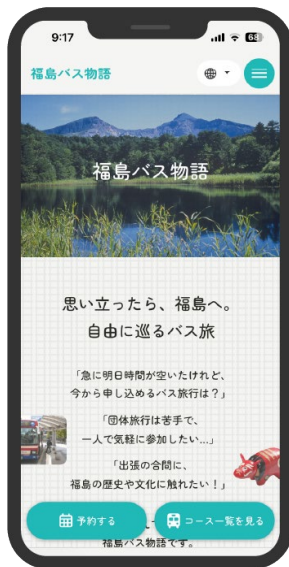 9:17
68
福島バス物語
福島バス物語
思い立ったら、福島へ。
自由に巡るバス旅
「急に明日時間が空いたけれど、
今から申し込めるバス旅行は？」
「団体旅行は苦手で、
一人で気軽に参加したい…」
「出張の合間に、
福島の歴史や文化に触れたい！」
予約する
コース一覧を見る
福島バス物語です。